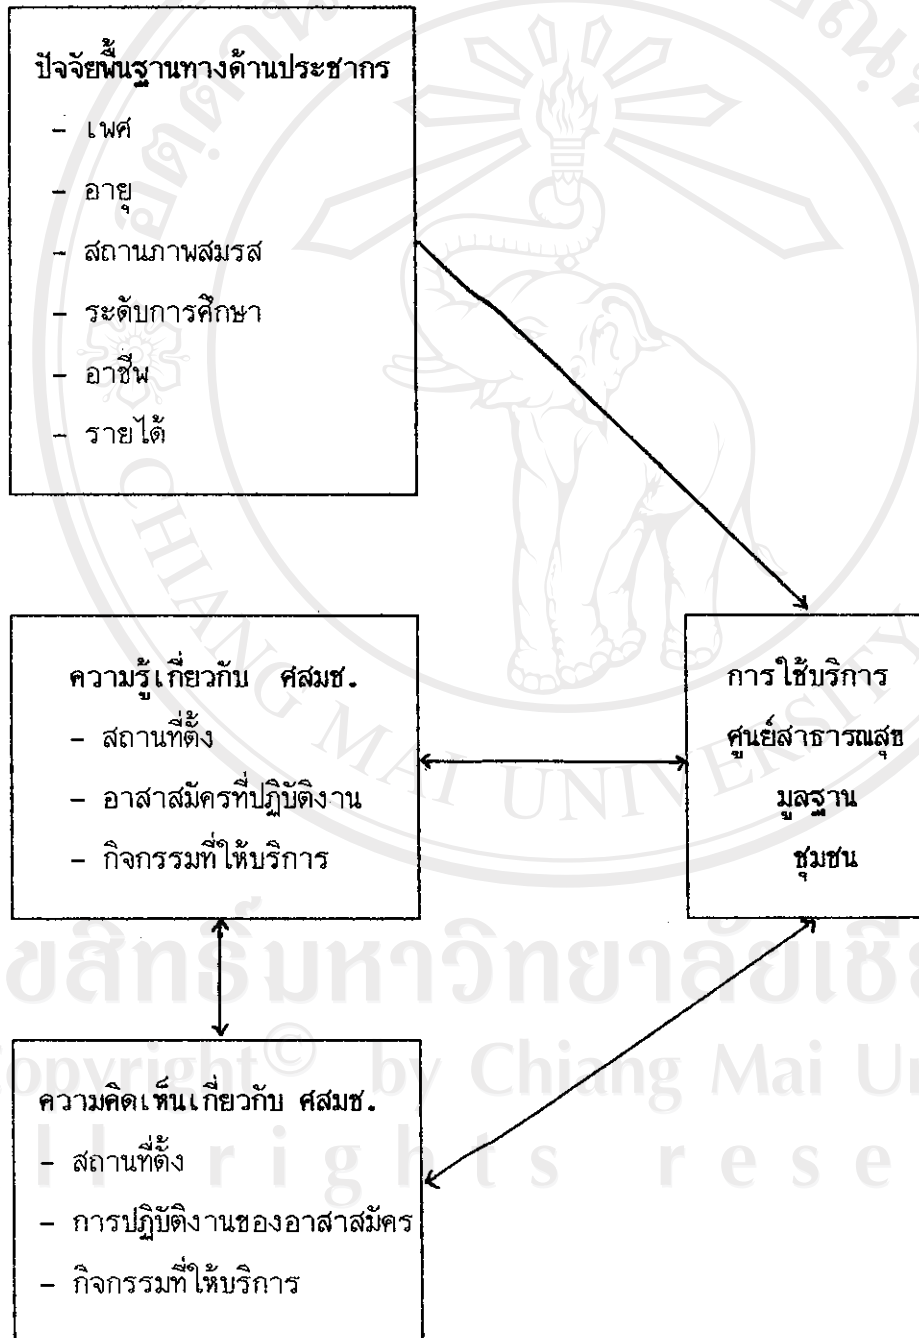 ปัจจัยพื้นฐานทางด้านประชากร
- เพศ
- อายุ
- สถานภาพสมรส
- ระดับการศึกษา
- อาชีพ
- รายได้
ความรู้เกี่ยวกับ ศสมช.
- สถานที่ตั้ง
- อาสาสมัครที่ปฏิบัติงาน
- กิจกรรมที่ให้บริการ
การใช้บริการ
ศูนย์สาธารณสุข
มูลฐาน
ชุมชน
ความคิดเห็นเกี่ยวกับ ศสมช.
- สถานที่ตั้ง
- การปฏิบัติงานของอาสาสมัคร
- กิจกรรมที่ให้บริการ
CHIANG MAI UNIVERSITY
มหาวิทยาลัย
by Chiang Mai
rights